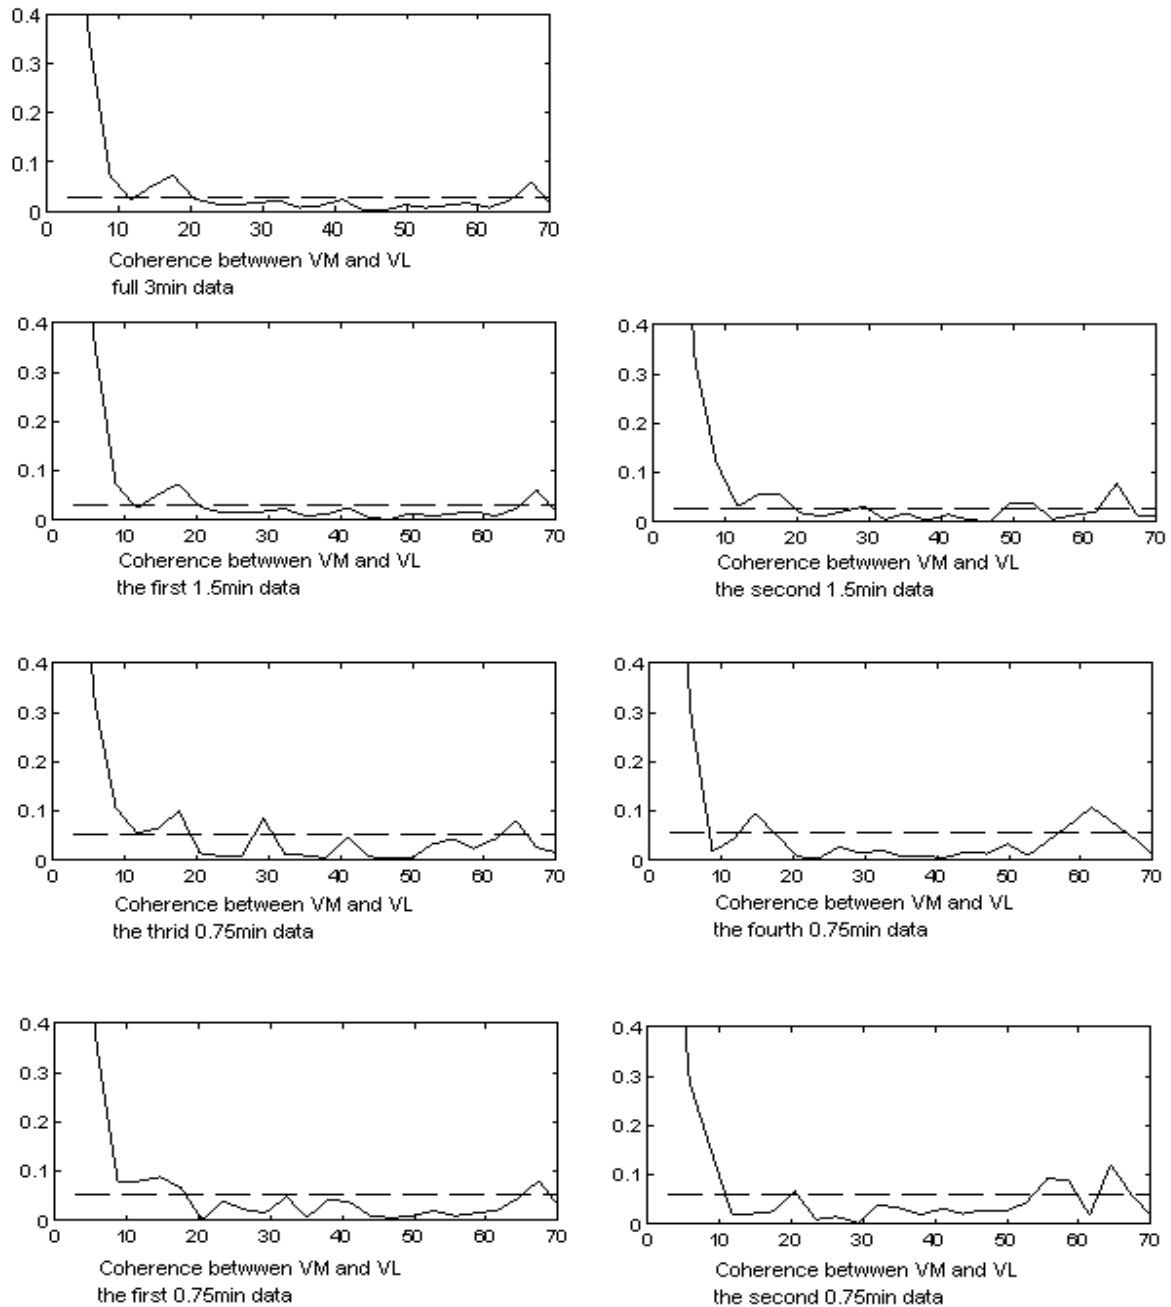 0.4
0.3
0.2
0.1
0
0 10 20 30 40 50 60 70
Coherence betwwen VM and VL
full 3min data
0.4
0.3
0.2
0.1
0
0 10 20 30 40 50 60 70
Coherence betwwen VM and VL
the first 1.5min data
0.4
0.3
0.2
0.1
0
0 10 20 30 40 50 60 70
Coherence betwwen VM and VL
the second 1.5min data
0.4
0.3
0.2
0.1
0
0 10 20 30 40 50 60 70
Coherence between VM and VL
the thrid 0.75min data
0.4
0.3
0.2
0.1
0
0 10 20 30 40 50 60 70
Coherence between VM and VL
the fourth 0.75min data
0.4
0.3
0.2
0.1
0
0 10 20 30 40 50 60 70
Coherence betwwen VM and VL
the first 0.75min data
0.4
0.3
0.2
0.1
0
0 10 20 30 40 50 60 70
Coherence betwwen VM and VL
the second 0.75min data